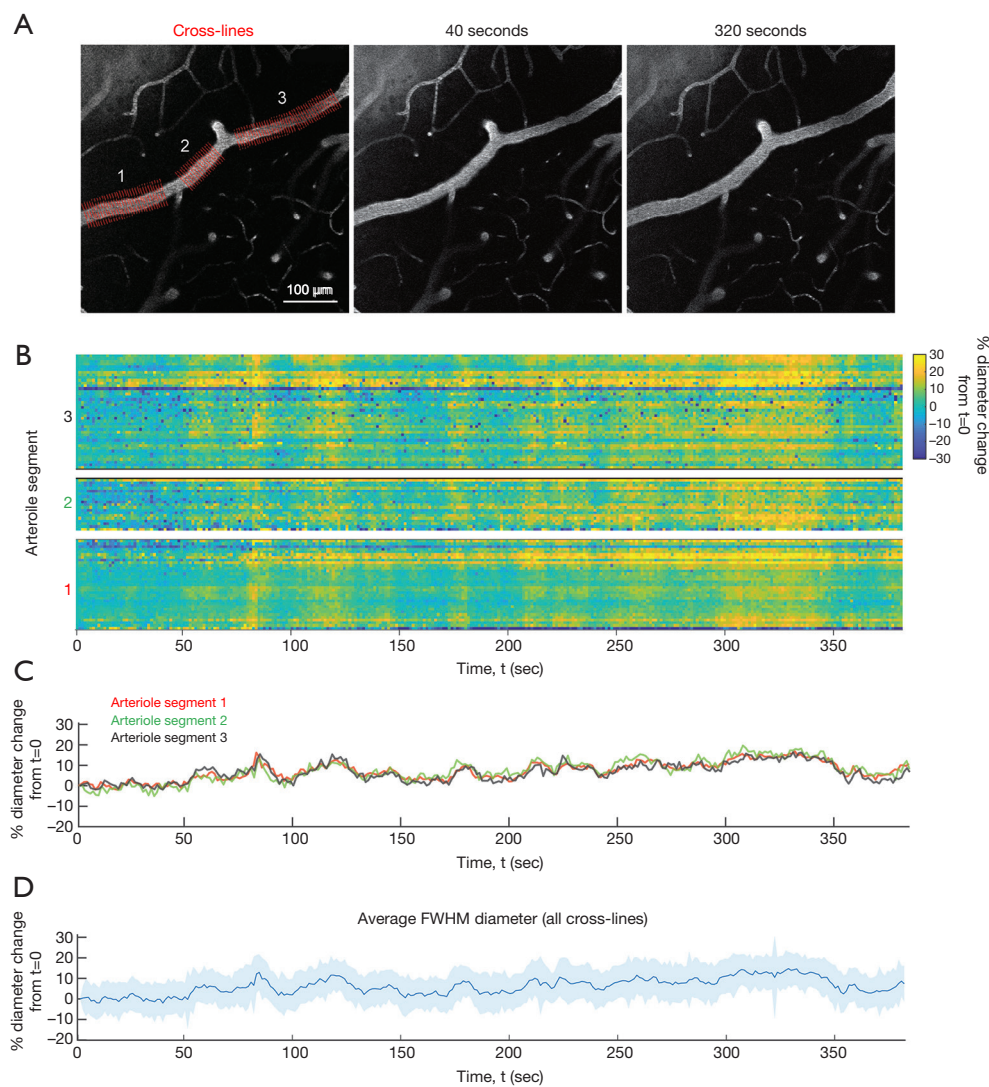 A
Cross-lines
40 seconds
320 seconds
1
2
3
100 μm
B
Arteroile segment
3
2
1
30
20
10
0
−10
−20
−30
% diameter change
from t=0
0 50 100 150 200 250 300 350
Time, t (sec)
C
Arteriole segment 1
Arteriole segment 2
Arteriole segment 3
% diameter change
from t=0
30
20
10
0
−10
−20
0 50 100 150 200 250 300 350
Time, t (sec)
D
Average FWHM diameter (all cross-lines)
% diameter change
from t=0
30
20
10
0
−10
−20
0 50 100 150 200 250 300 350
Time, t (sec)